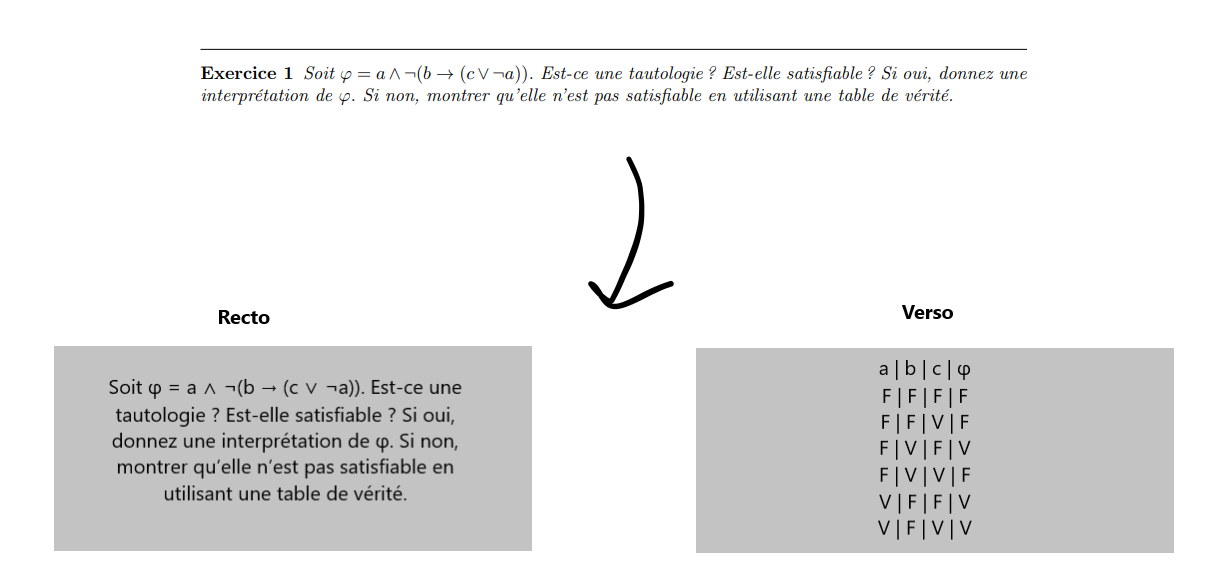 Exercice 1 Soit φ = a ∧ ¬(b → (c ∨ ¬a)). Est-ce une tautologie ? Est-elle satisfiable ? Si oui, donnez une
interprétation de φ. Si non, montrer qu'elle n'est pas satisfiable en utilisant une table de vérité.
Recto
Soit φ = a ∧ ¬(b → (c ∨ ¬a)). Est-ce une
tautologie ? Est-elle satisfiable ? Si oui,
donnez une interprétation de φ. Si non,
montrer qu'elle n'est pas satisfiable en
utilisant une table de vérité.
Verso
a | b | c | φ
F | F | F | F
F | F | V | F
F | V | F | V
F | V | V | F
V | F | F | V
V | F | V | V